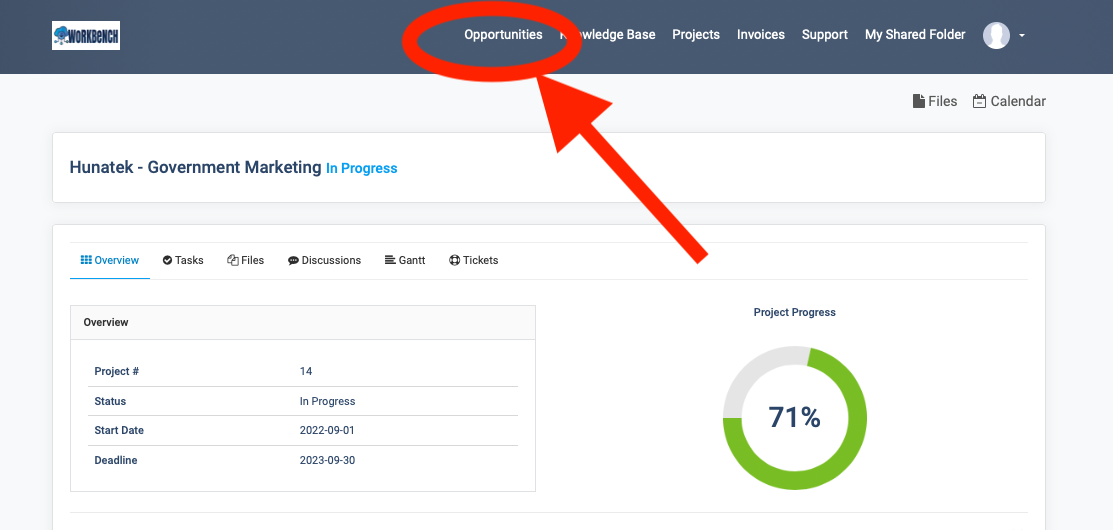 WORKBENCH
Opportunities Knowledge Base Projects Invoices Support My Shared Folder
Files Calendar
Hunatek - Government Marketing In Progress
Overview Tasks Files Discussions Gantt Tickets
Overview
Project # 14
Status In Progress
Start Date 2022-09-01
Deadline 2023-09-30
Project Progress
71%